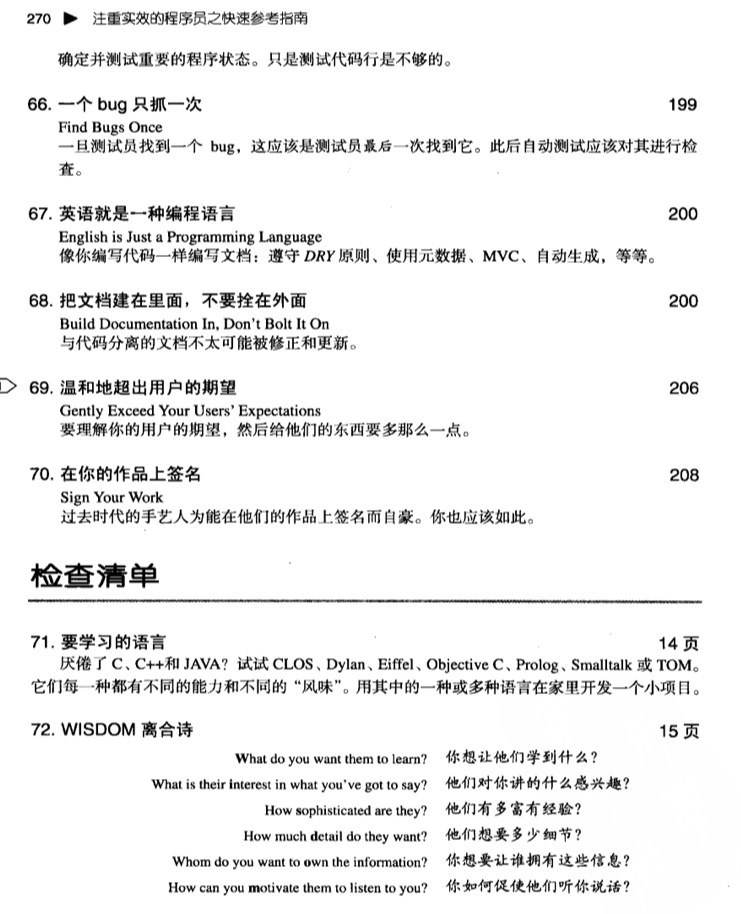 270 ▶ 注重实效的程序员之快速参考指南
确定并测试重要的程序状态。只是测试代码行是不够的。
66. 一个 bug 只抓一次 199
Find Bugs Once
一旦测试员找到一个 bug，这应该是测试员最后一次找到它。此后自动测试应该对其进行检
查。
67. 英语就是一种编程语言 200
English is Just a Programming Language
像你编写代码一样编写文档：遵守 DRY 原则、使用元数据、MVC、自动生成，等等。
68. 把文档建在里面，不要拴在外面 200
Build Documentation In, Don't Bolt It On
与代码分离的文档不太可能被修正和更新。
69. 温和地超出用户的期望 206
Gently Exceed Your Users' Expectations
要理解你的用户的期望，然后给他们的东西要多那么一点。
70. 在你的作品上签名 208
Sign Your Work
过去时代的手艺人为能在他们的作品上签名而自豪。你也应该如此。
检查清单
71. 要学习的语言 14 页
厌倦了 C、C++和 JAVA？试试 CLOS、Dylan、Eiffel、Objective C、Prolog、Smalltalk 或 TOM。
它们每一种都有不同的能力和不同的“风味”。用其中的一种或多种语言在家里开发一个小项目。
72. WISDOM 离合诗 15 页
What do you want them to learn? 你想让他们学到什么？
What is their interest in what you've got to say? 他们对你讲的什么感兴趣？
How sophisticated are they? 他们有多富有经验？
How much detail do they want? 他们想要多少细节？
Whom do you want to own the information? 你想要让谁拥有这些信息？
How can you motivate them to listen to you? 你如何促使他们听你说话？